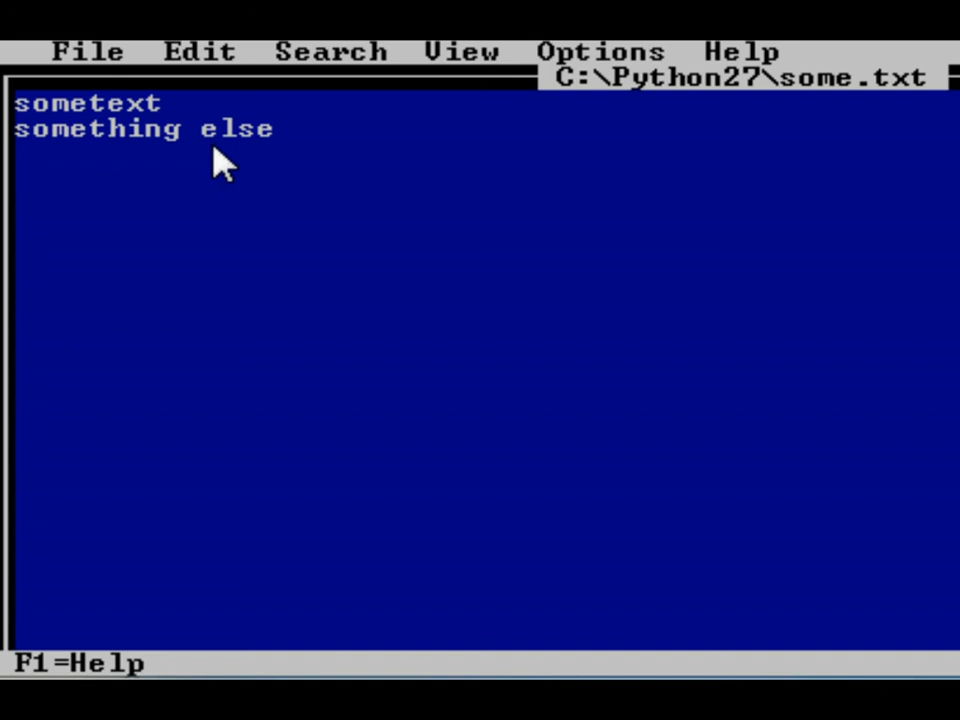 File Edit Search View Options Help
C:\Python27\some.txt
sometext
something else
F1=Help